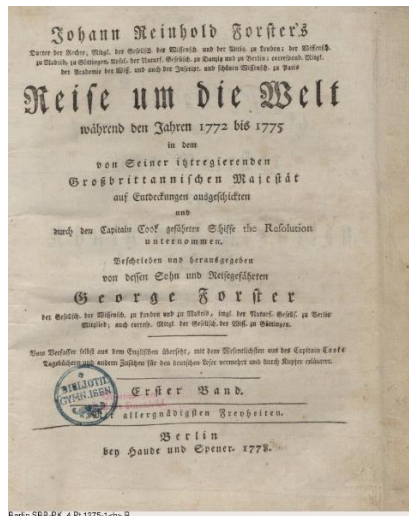 Johann Reinhold Forster's
Doctor der Rechte, Mitgl. der Gesellsch. der Wissensch. und der Antiq. zu London; der Wissensch.
zu Madrid, zu Göttingen, der Naturf. Gesellsch. zu Danzig und zu Berlin; correspond. Mitgl.
der Academie der Wiss. und auch der Inscript. und schönen Wissensch. zu Paris
Reise um die Welt
während den Jahren 1772 bis 1775
in dem
von Seiner itztregierenden
Großbrittannischen Majestät
auf Entdeckungen ausgeschickten
und
durch den Capitain Cook geführten Schiffe the Resolution
unternommen.
Beschrieben und herausgegeben
von dessen Sohn und Reisegefährten
George Forster
der Gesellsch. der Wissensch. zu London und zu Madrid, imgl. der Naturf. Gesells. zu Berlin
Mitglied; auch corresp. Mitgl. der Gesellsch. der Wiss. zu Göttingen.
Vom Verfasser selbst aus dem Englischen übersetzt, mit dem Wesentlichsten aus des Capitain Cooks
Tagebüchern und andern Zusätzen für den deutschen Leser vermehrt und durch Kupfer erläutert.
BIBLIOTH.
Erster Band.
allergnädigsten Freyheiten.
Berlin
bey Haude und Spener. 1778.